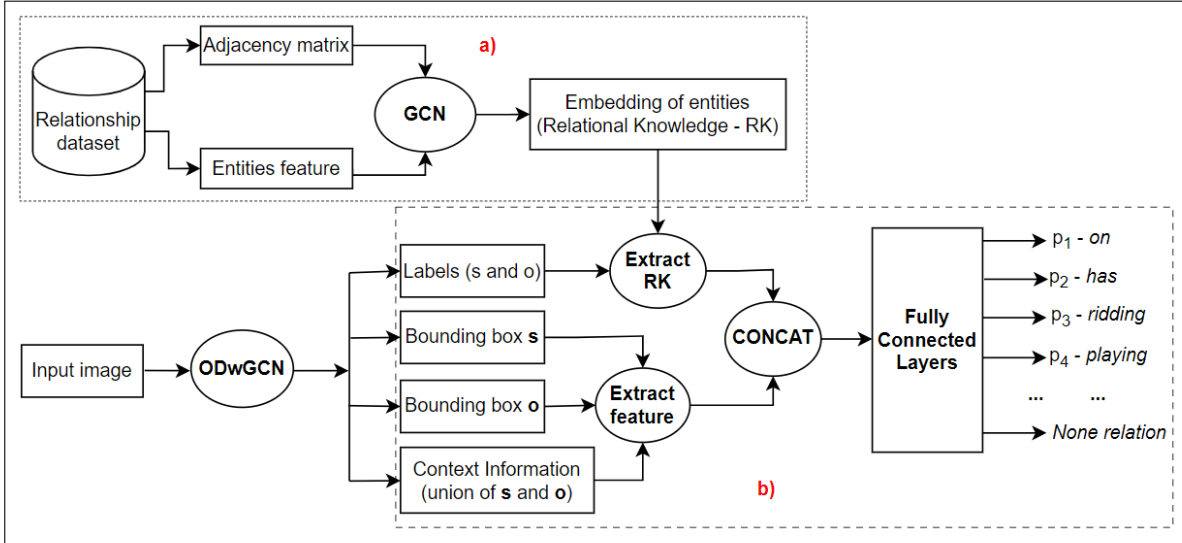 a)
Relationship
dataset
Adjacency matrix
Entities feature
GCN
Embedding of entities
(Relational Knowledge - RK)
Input image
ODwGCN
Labels (s and o)
Bounding box s
Bounding box o
Context Information
(union of s and o)
Extract
RK
Extract
feature
CONCAT
Fully
Connected
Layers
p1 - on
p2 - has
p3 - ridding
p4 - playing
... ...
None relation
b)